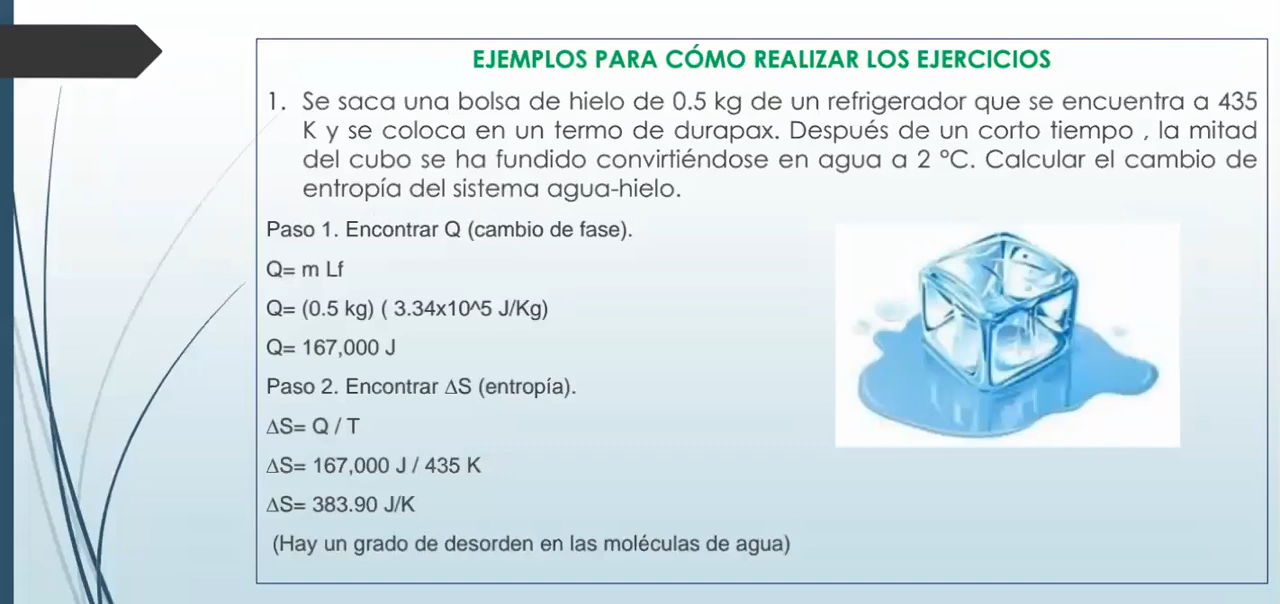 EJEMPLOS PARA CÓMO REALIZAR LOS EJERCICIOS
1. Se saca una bolsa de hielo de 0.5 kg de un refrigerador que se encuentra a 435
K y se coloca en un termo de durapax. Después de un corto tiempo , la mitad
del cubo se ha fundido convirtiéndose en agua a 2 ºC. Calcular el cambio de
entropía del sistema agua-hielo.
Paso 1. Encontrar Q (cambio de fase).
Q= m Lf
Q= (0.5 kg) ( 3.34x10^5 J/Kg)
Q= 167,000 J
Paso 2. Encontrar ∆S (entropía).
∆S= Q / T
∆S= 167,000 J / 435 K
∆S= 383.90 J/K
(Hay un grado de desorden en las moléculas de agua)